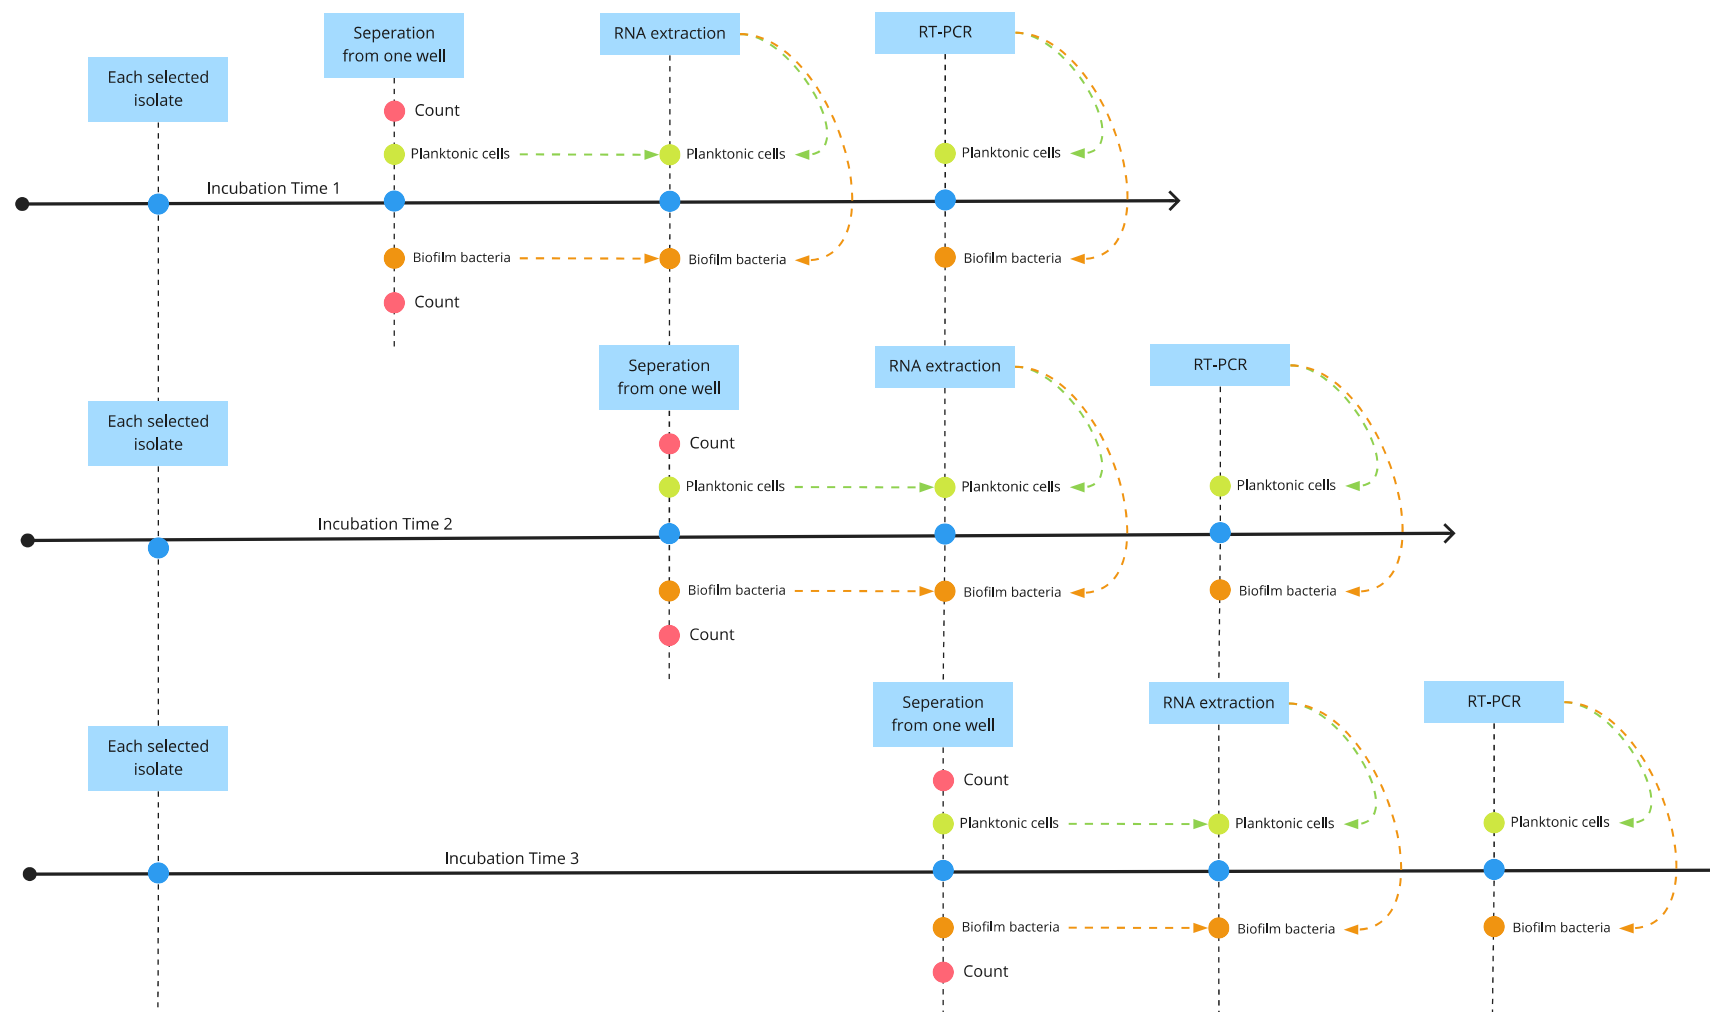 Seperation
from one well
RNA extraction
RT-PCR
Each selected
isolate
Count
Planktonic cells
Planktonic cells
Planktonic cells
Incubation Time 1
Biofilm bacteria
Biofilm bacteria
Biofilm bacteria
Count
Seperation
from one well
RNA extraction
RT-PCR
Each selected
isolate
Count
Planktonic cells
Planktonic cells
Planktonic cells
Incubation Time 2
Biofilm bacteria
Biofilm bacteria
Biofilm bacteria
Count
Seperation
from one well
RNA extraction
RT-PCR
Each selected
isolate
Count
Planktonic cells
Planktonic cells
Planktonic cells
Incubation Time 3
Biofilm bacteria
Biofilm bacteria
Biofilm bacteria
Count